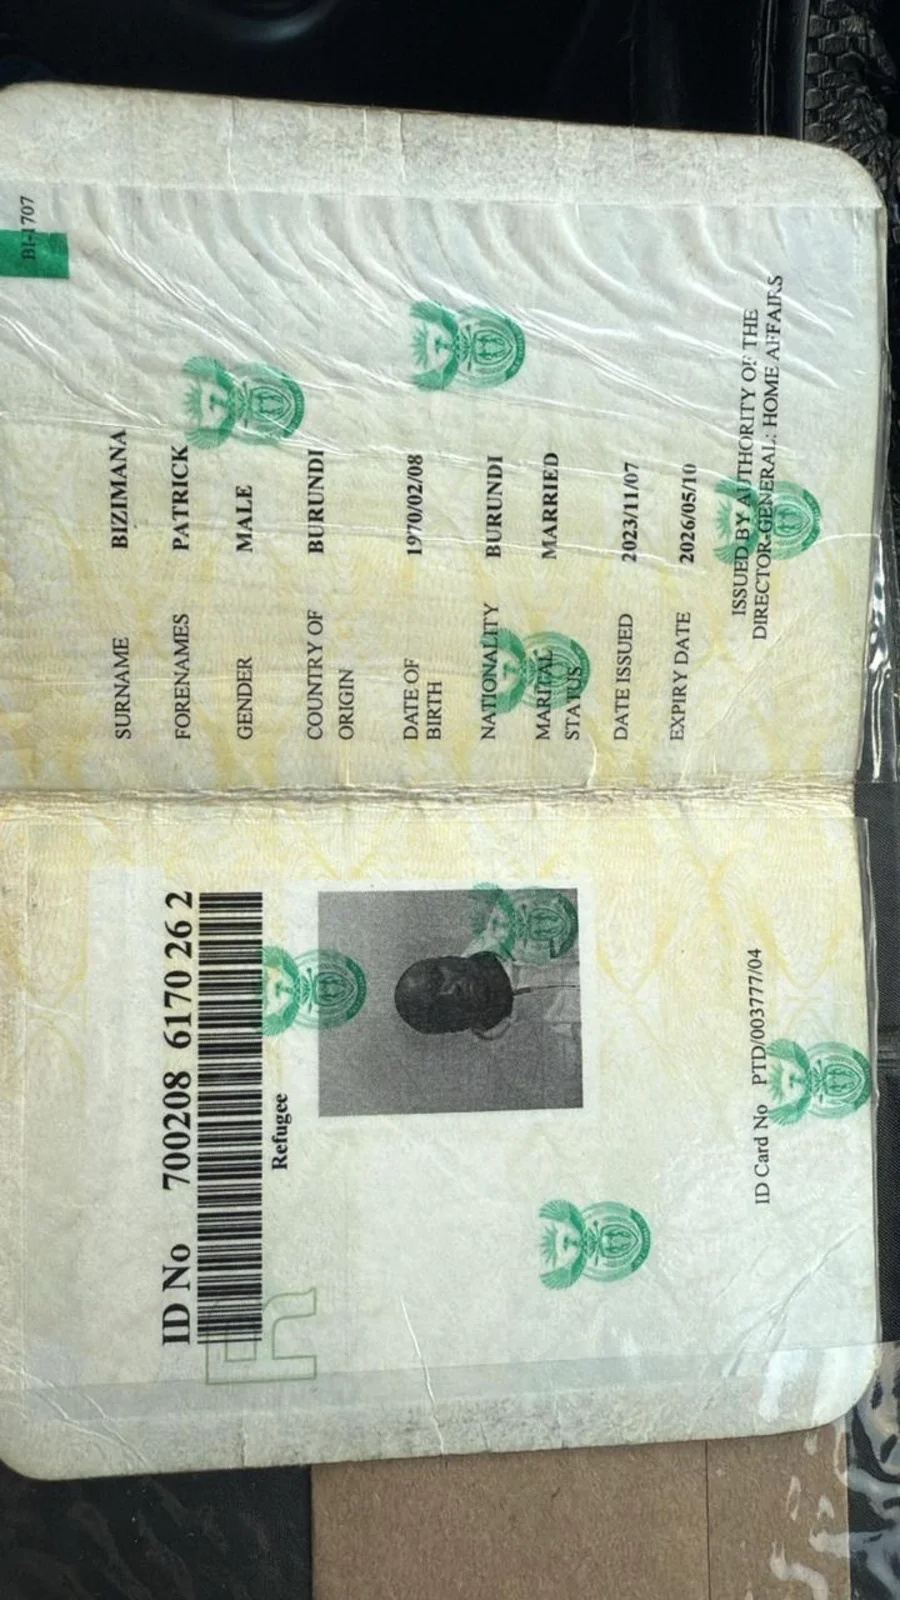 BI-1707
SURNAME BIZIMANA
FORENAMES PATRICK
GENDER MALE
COUNTRY OF BURUNDI
ORIGIN
DATE OF 1970/02/08
BIRTH
NATIONALITY BURUNDI
MARITAL MARRIED
STATUS
DATE ISSUED 2023/11/07
EXPIRY DATE 2026/05/10
ISSUED BY AUTHORITY OF THE
DIRECTOR-GENERAL: HOME AFFAIRS
ID No 700208 6170 26 2
Refugee
R
ID Card No PTD/003777/04